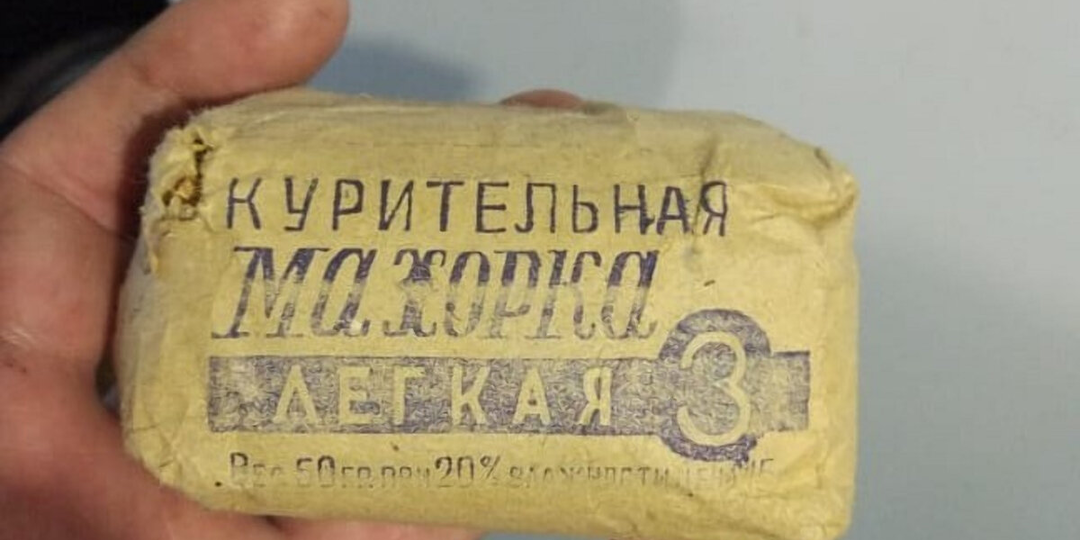 КУРИТЕЛЬНАЯ
Махорка
ЛЕГКАЯ 3
Вес 50 гр. при 20% влажности